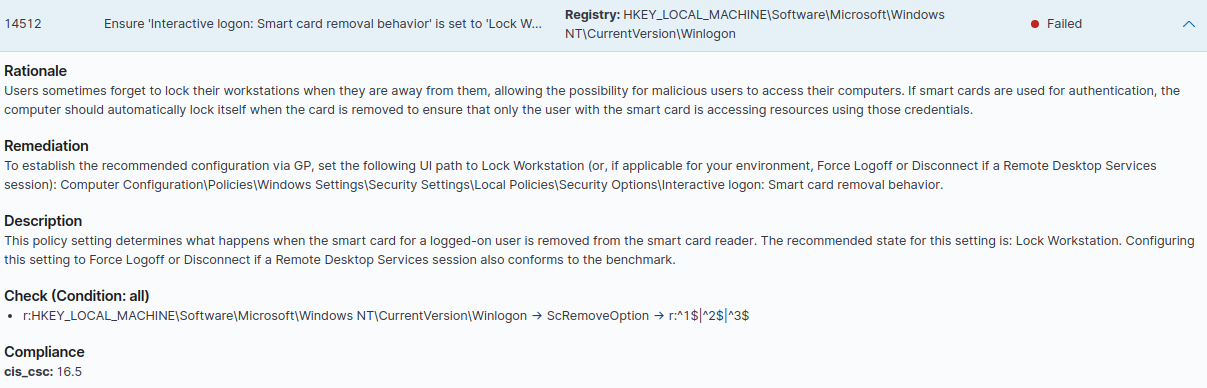 14512
Ensure 'Interactive logon: Smart card removal behavior' is set to 'Lock W...
Registry: HKEY_LOCAL_MACHINE\Software\Microsoft\Windows
NT\CurrentVersion\Winlogon
Failed
Rationale
Users sometimes forget to lock their workstations when they are away from them, allowing the possibility for malicious users to access their computers. If smart cards are used for authentication, the
computer should automatically lock itself when the card is removed to ensure that only the user with the smart card is accessing resources using those credentials.
Remediation
To establish the recommended configuration via GP, set the following UI path to Lock Workstation (or, if applicable for your environment, Force Logoff or Disconnect if a Remote Desktop Services
session): Computer Configuration\Policies\Windows Settings\Security Settings\Local Policies\Security Options\Interactive logon: Smart card removal behavior.
Description
This policy setting determines what happens when the smart card for a logged-on user is removed from the smart card reader. The recommended state for this setting is: Lock Workstation. Configuring
this setting to Force Logoff or Disconnect if a Remote Desktop Services session also conforms to the benchmark.
Check (Condition: all)
• r:HKEY_LOCAL_MACHINE\Software\Microsoft\Windows NT\CurrentVersion\Winlogon → ScRemoveOption → r:^1$|^2$|^3$
Compliance
cis_csc: 16.5